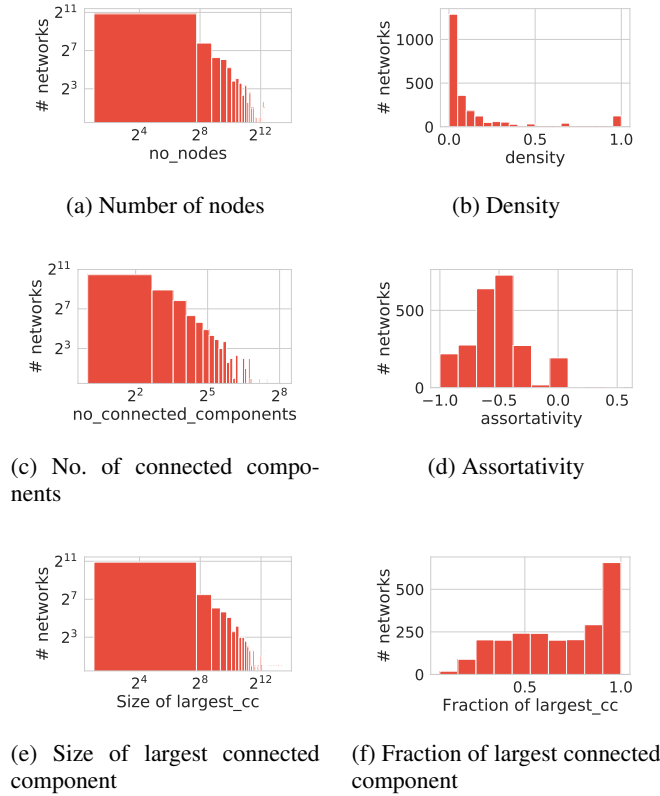 2^11
2^7
2^3
# networks
2^4 2^8 2^12
no_nodes
(a) Number of nodes
1000
500
0
# networks
0.0 0.5 1.0
density
(b) Density
2^11
2^7
2^3
# networks
2^2 2^5 2^8
no_connected_components
(c) No. of connected compo-
nents
500
0
# networks
−1.0 −0.5 0.0 0.5
assortativity
(d) Assortativity
2^11
2^7
2^3
# networks
2^4 2^8 2^12
Size of largest_cc
(e) Size of largest connected
component
500
250
0
# networks
0.5 1.0
Fraction of largest_cc
(f) Fraction of largest connected
component